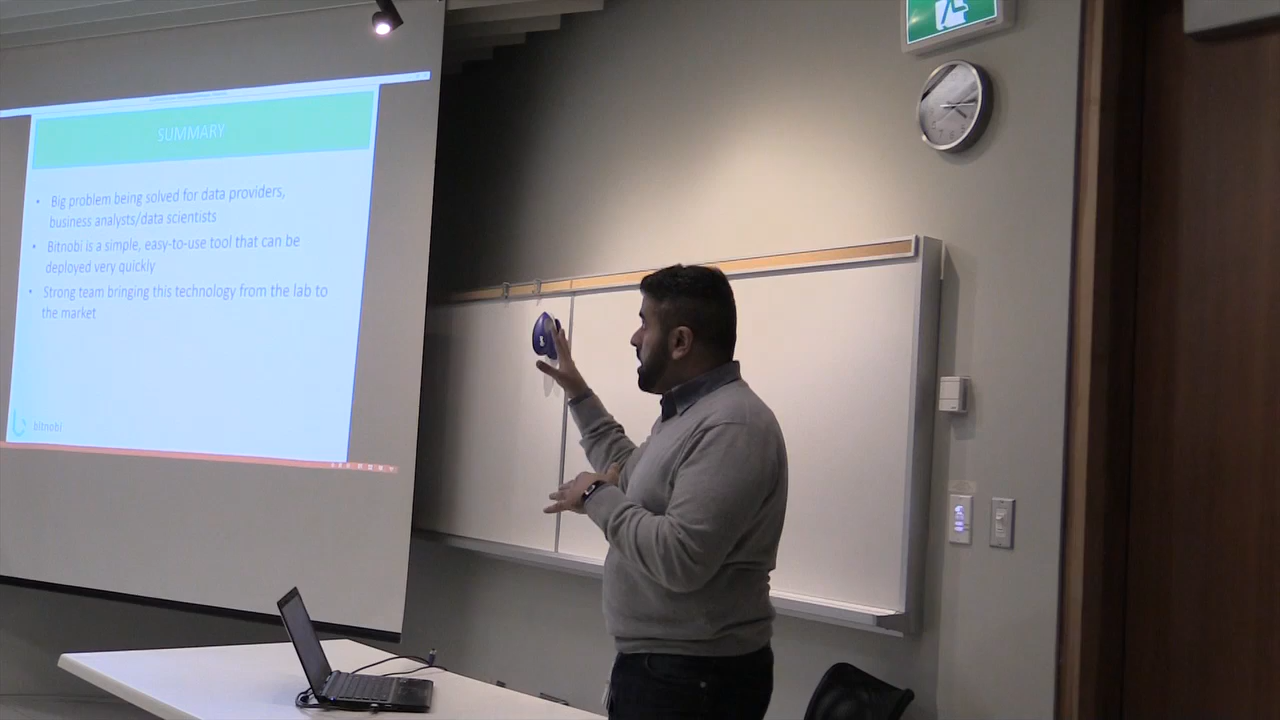 SUMMARY
• Big problem being solved for data providers,
business analysts/data scientists
• Bitnobi is a simple, easy-to-use tool that can be
deployed very quickly
• Strong team bringing this technology from the lab to
the market
bitnobi